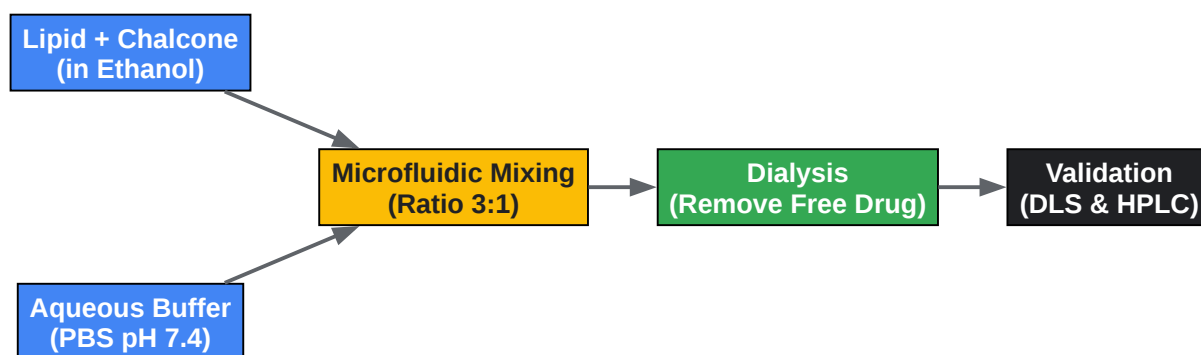 Lipid + Chalcone
(in Ethanol)
Aqueous Buffer
(PBS pH 7.4)
Microfluidic Mixing
(Ratio 3:1)
Dialysis
(Remove Free Drug)
Validation
(DLS & HPLC)